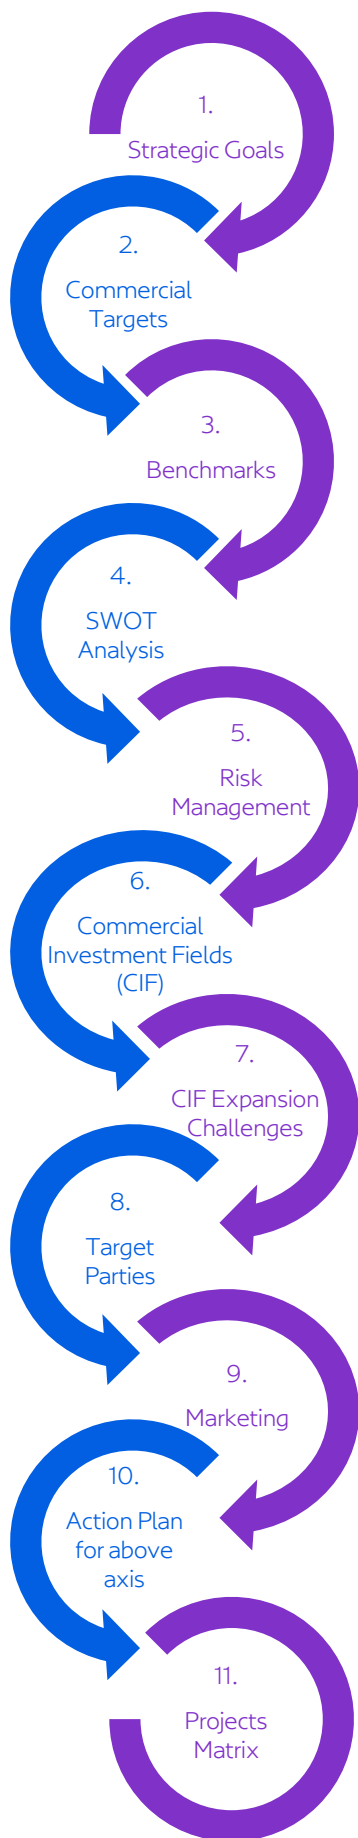 1.
Strategic Goals
2.
Commercial
Targets
3.
Benchmarks
4.
SWOT
Analysis
5.
Risk
Management
6.
Commercial
Investment Fields
(CIF)
7.
CIF Expansion
Challenges
8.
Target
Parties
9.
Marketing
10.
Action Plan
for above
axis
11.
Projects
Matrix